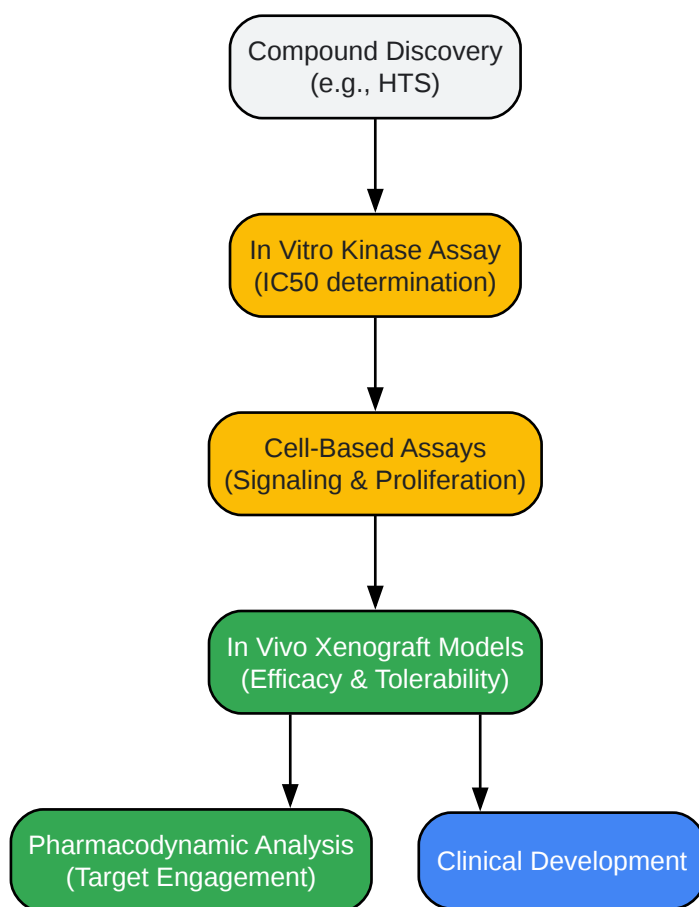 Compound Discovery
(e.g., HTS)
In Vitro Kinase Assay
(IC50 determination)
Cell-Based Assays
(Signaling & Proliferation)
In Vivo Xenograft Models
(Efficacy & Tolerability)
Pharmacodynamic Analysis
(Target Engagement)
Clinical Development